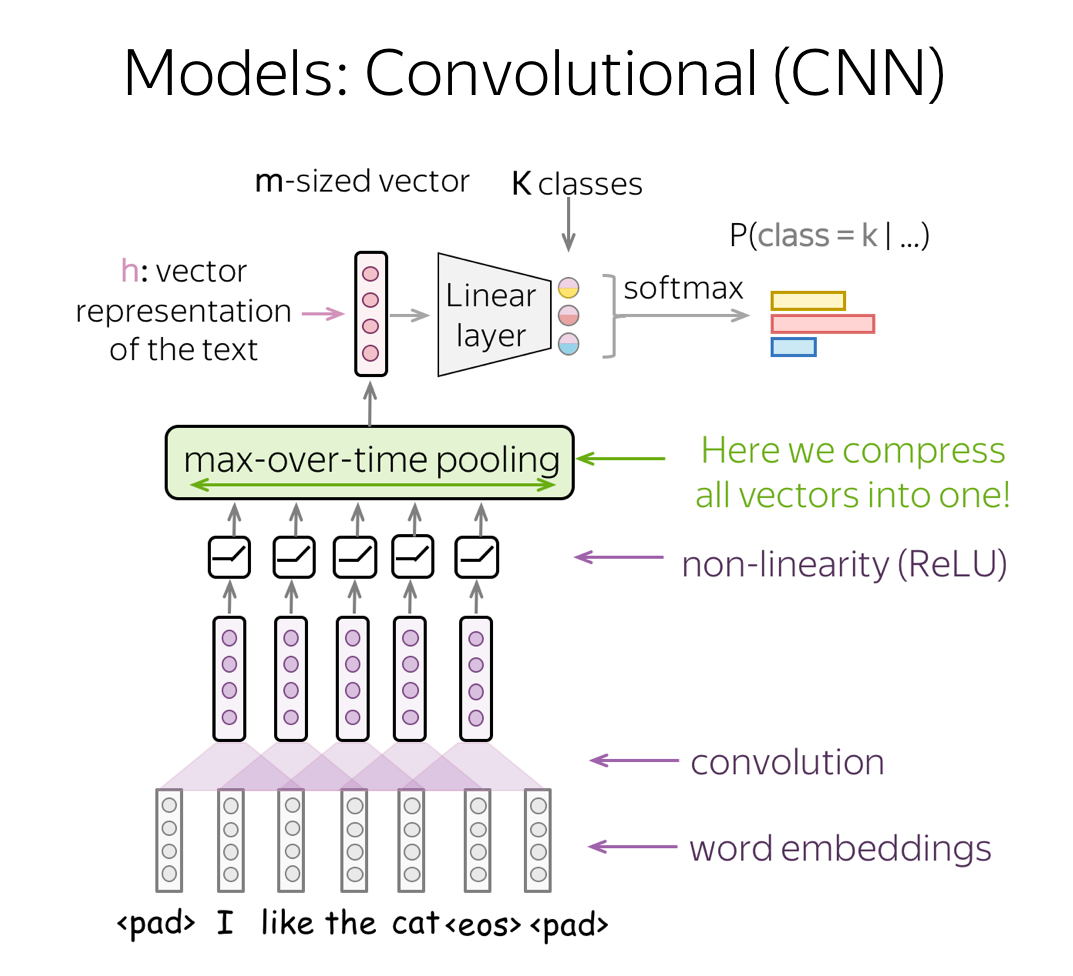 Models: Convolutional (CNN)
m-sized vector
K classes
P(class = k | ...)
h: vector
representation
of the text
Linear
layer
softmax
max-over-time pooling
Here we compress
all vectors into one!
non-linearity (ReLU)
convolution
word embeddings
<pad> I like the cat <eos> <pad>